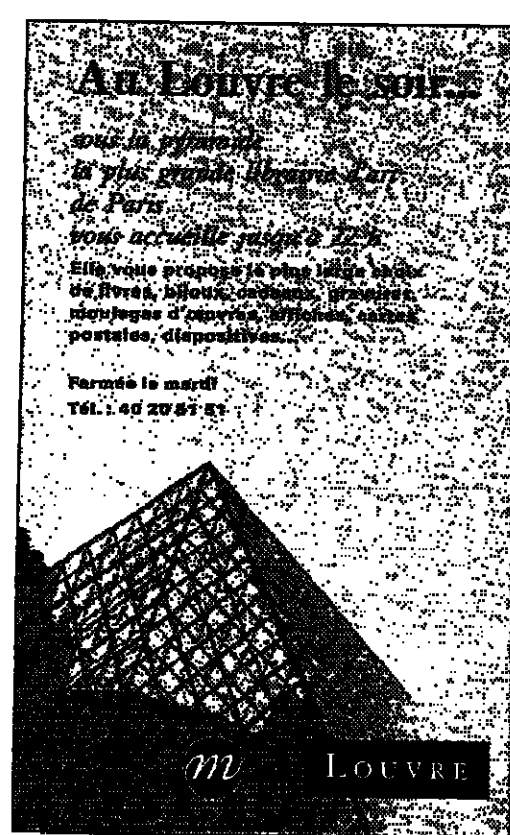 Au Louvre le soir...
sous la pyramide
la plus grande librairie d'art
de Paris
vous accueille jusqu'à 22 h
Elle vous propose le plus large choix
de livres, bijoux, cadeaux, gravures,
moulages d'œuvres, affiches, cartes
postales, diapositives...
Fermée le mardi
Tél. : 40 20 51 51
m LOUVRE